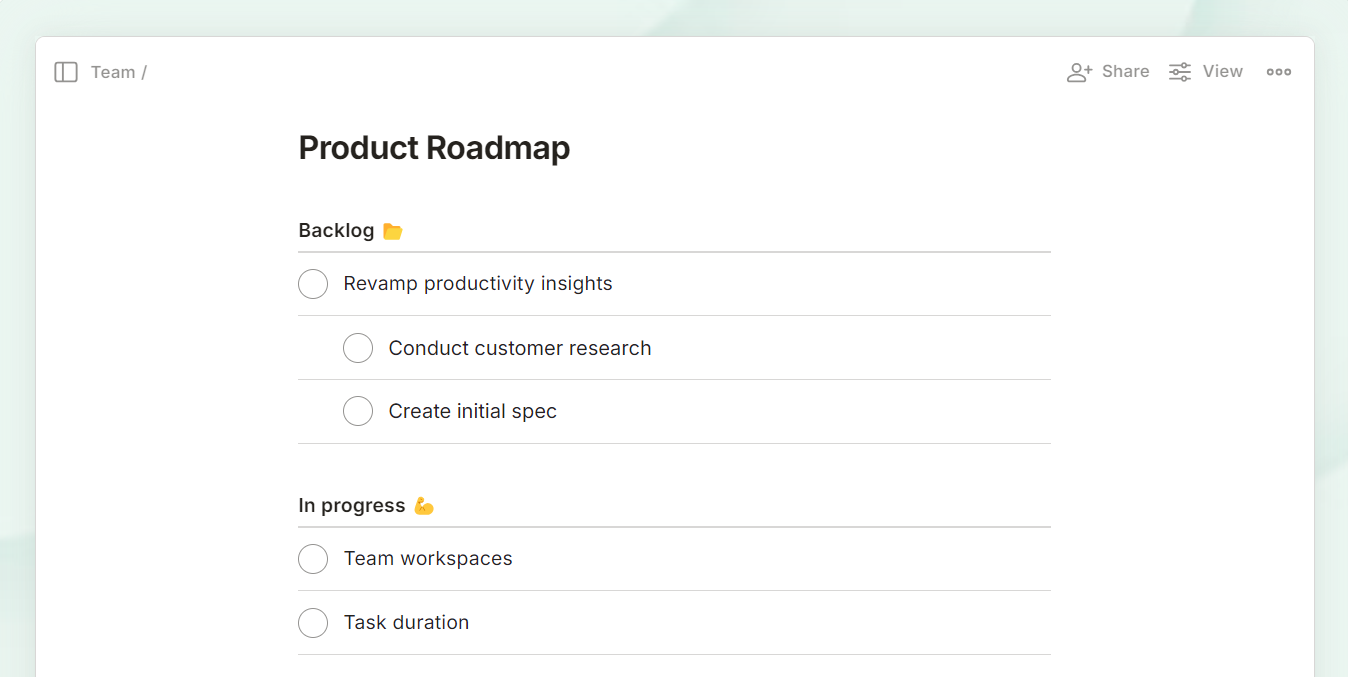 Team /
Share
View
Product Roadmap
Backlog 📂
Revamp productivity insights
Conduct customer research
Create initial spec
In progress 💪
Team workspaces
Task duration